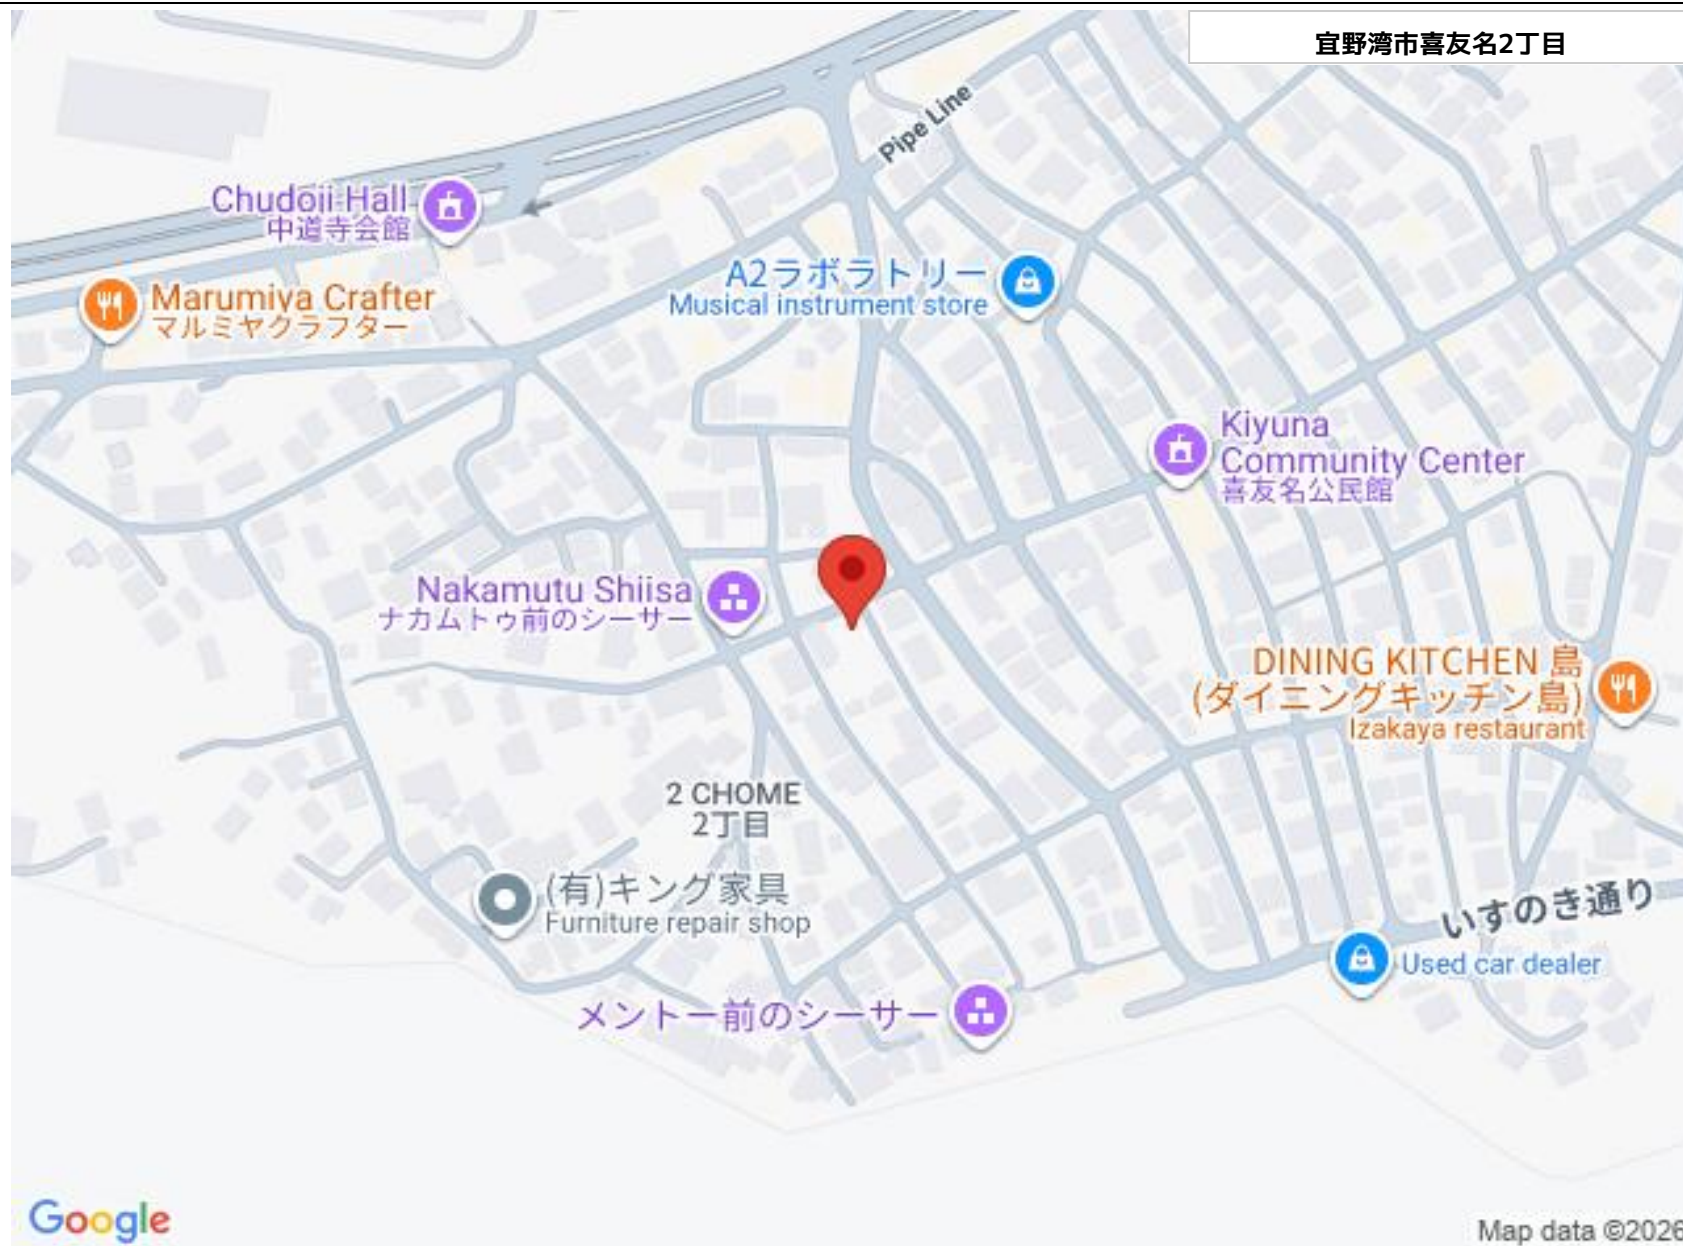 宜野湾市喜友名2丁目
Pipe Line
Chudoji Hall
中道寺会館
A2ラボラトリー
Musical instrument store
Marumiya Crafter
マルミヤクラフター
Kiyuna
Community Center
喜友名公民館
Nakamutu Shiisa
ナカムトゥ前のシーサー
DINING KITCHEN 島
(ダイニングキッチン島)
Izakaya restaurant
2 CHOME
2丁目
(有)キング家具
Furniture repair shop
いすのき通り
Used car dealer
メントー前のシーサー
Google
Map data ©2026